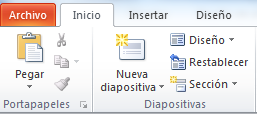 Archivo Inicio Insertar Diseño
Pegar
Portapapeles
Nueva
diapositiva
Diseño
Restablecer
Sección
Diapositivas